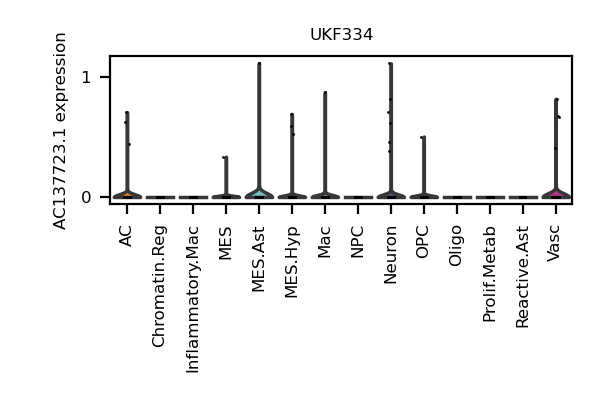 UKF334
AC137723.1 expression
1
0
AC
Chromatin.Reg
Inflammatory.Mac
MES
MES.Ast
MES.Hyp
Mac
NPC
Neuron
OPC
Oligo
Prolif.Metab
Reactive.Ast
Vasc